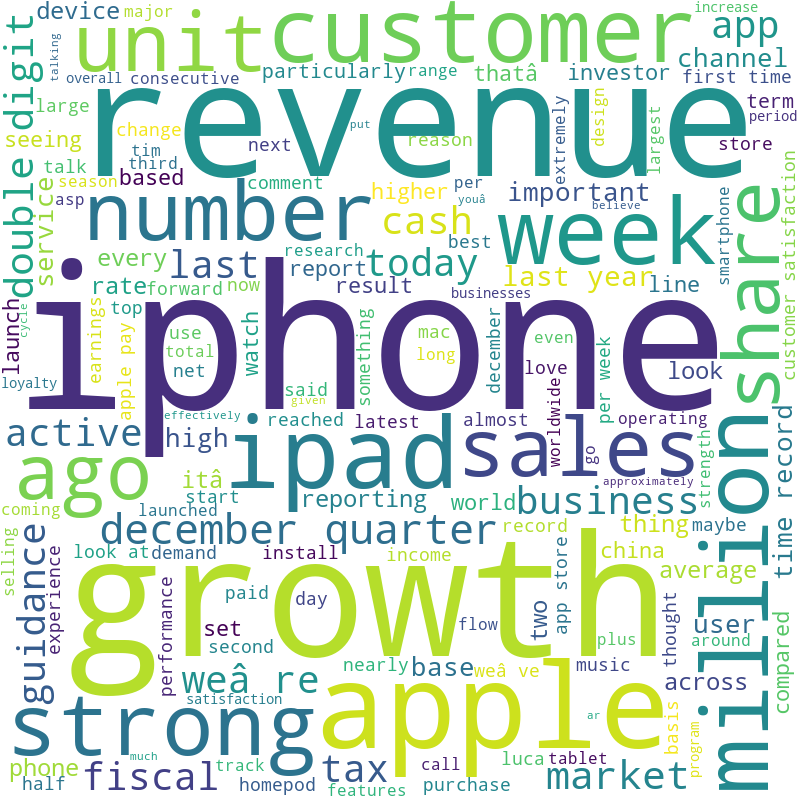 device
major
unit
customer
increase
app
talking
overall
consecutive
particularly
range
thatâ
investor
channel
first time
double digit
large
revenue
extremely
design
largest
term
period
seeing
change
put
reason
store
tim
next
third
talk
based
comment
higher
per
important
season
asp
youâ
believe
smartphone
customer satisfaction
service
number
cash
best
week
share
every
last
research
today
report
last year
rate
forward
now
result
businesses
line
launch
top
iphone
earnings
apple pay
use
total
net
watch
something
mac
long
december
even
love
per week
look
cycle
loyalty
said
effectively
given
reached
latest
almost
worldwide
operating
active
high
ipad
sales
go
strength
million
time record
ago
itâ
approximately
coming
start
reporting
world
business
selling
launched
december quarter
record
thing
maybe
guidance
experience
look at
demand
install
income
china
app store
average
growth
paid
day
flow
two
performance
set
second
plus
thought
user
around
compared
nearly
base
weâ ve
music
weâ re
satisfaction
across
strong
apple
ar
basis
program
much
phone
fiscal
track
tax
luca
tablet
market
half
homepod
features
call
purchase